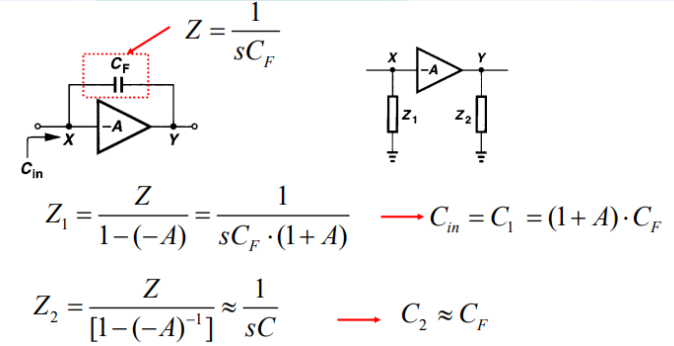 Z = 1 / sC_F
C_F
-A
X
Y
C_in
X
-A
Y
Z_1
Z_2
Z_1 = Z / 1-(-A) = 1 / sC_F·(1+A) → C_in = C_1 = (1+A)·C_F
Z_2 = Z / [1-(-A)^-1] ≈ 1 / sC → C_2 ≈ C_F